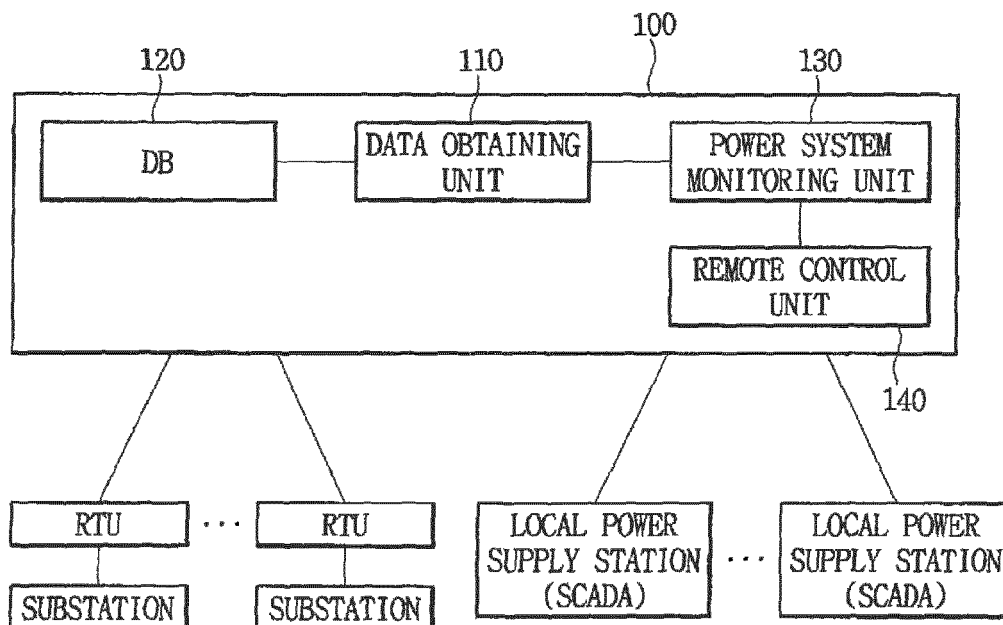 100
120
110
130
DB
DATA OBTAINING
UNIT
POWER SYSTEM
MONITORING UNIT
REMOTE CONTROL
UNIT
140
RTU
...
RTU
LOCAL POWER
SUPPLY STATION
(SCADA)
...
LOCAL POWER
SUPPLY STATION
(SCADA)
SUBSTATION
SUBSTATION